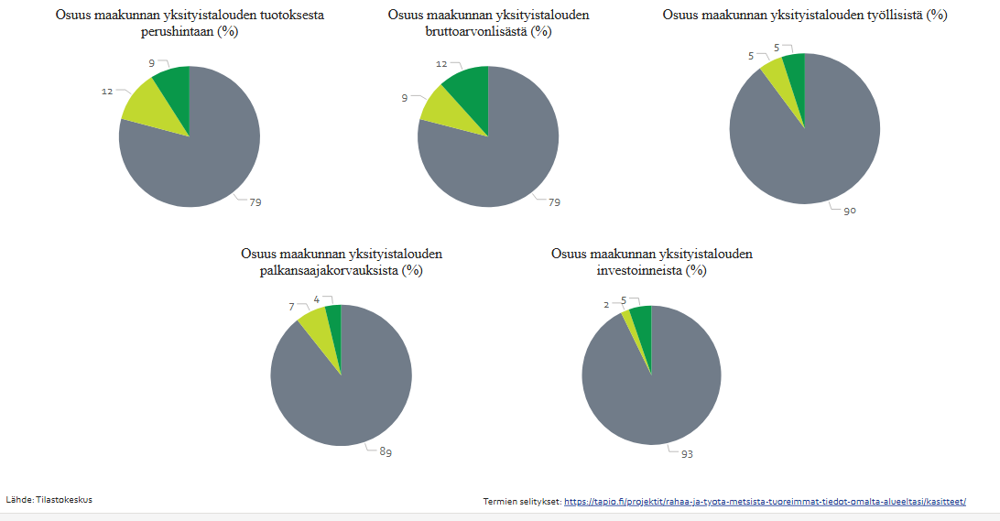 Osuus maakunnan yksityistalouden tuotoksesta
perushintaan (%)
9
12
79
Osuus maakunnan yksityistalouden
bruttoarvonlisästä (%)
12
9
79
Osuus maakunnan yksityistalouden työllisistä (%)
5
5
90
Osuus maakunnan yksityistalouden
palkansaajakorvauksista (%)
4
7
89
Osuus maakunnan yksityistalouden
investoinneista (%)
5
2
93
Lähde: Tilastokeskus
Termien selitykset: https://tapio.fi/projektit/rahaa-ja-tyota-metsista-tuoreimmat-tiedot-omalta-alueeltasi/kasitteet/